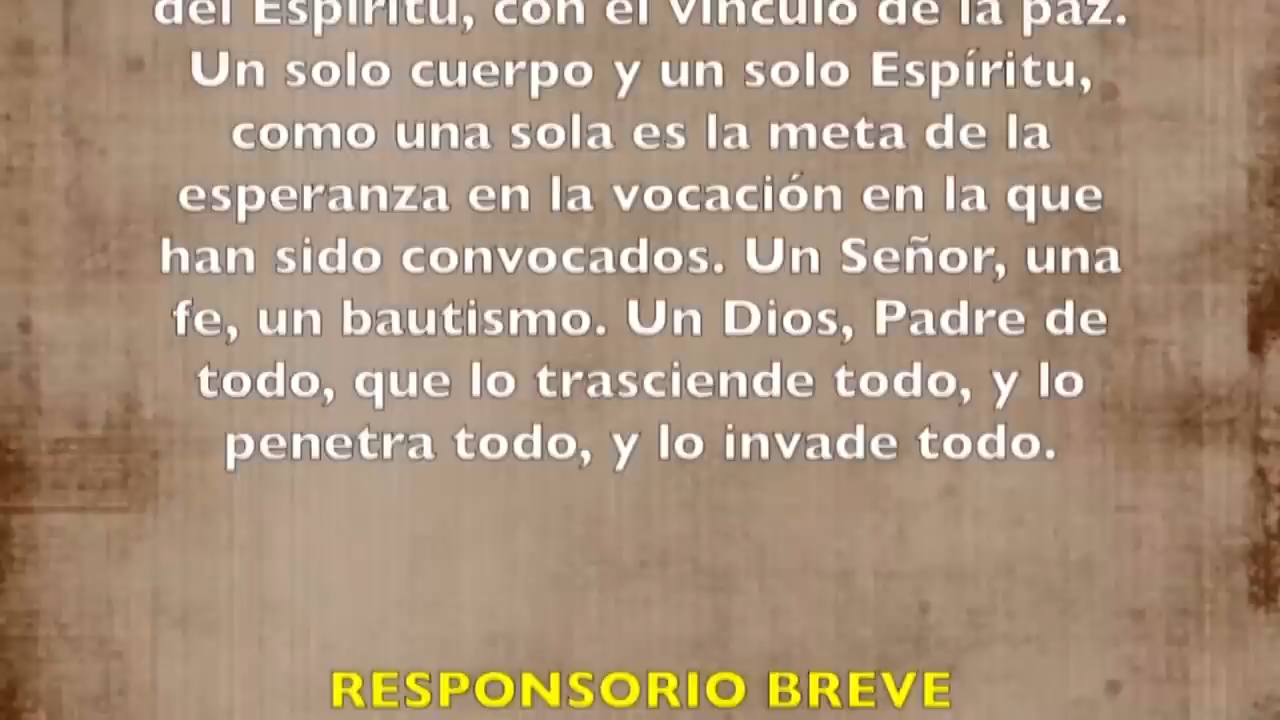 del Espíritu, con el vínculo de la paz.
Un solo cuerpo y un solo Espíritu,
como una sola es la meta de la
esperanza en la vocación en la que
han sido convocados. Un Señor, una
fe, un bautismo. Un Dios, Padre de
todo, que lo trasciende todo, y lo
penetra todo, y lo invade todo.
RESPONSORIO BREVE